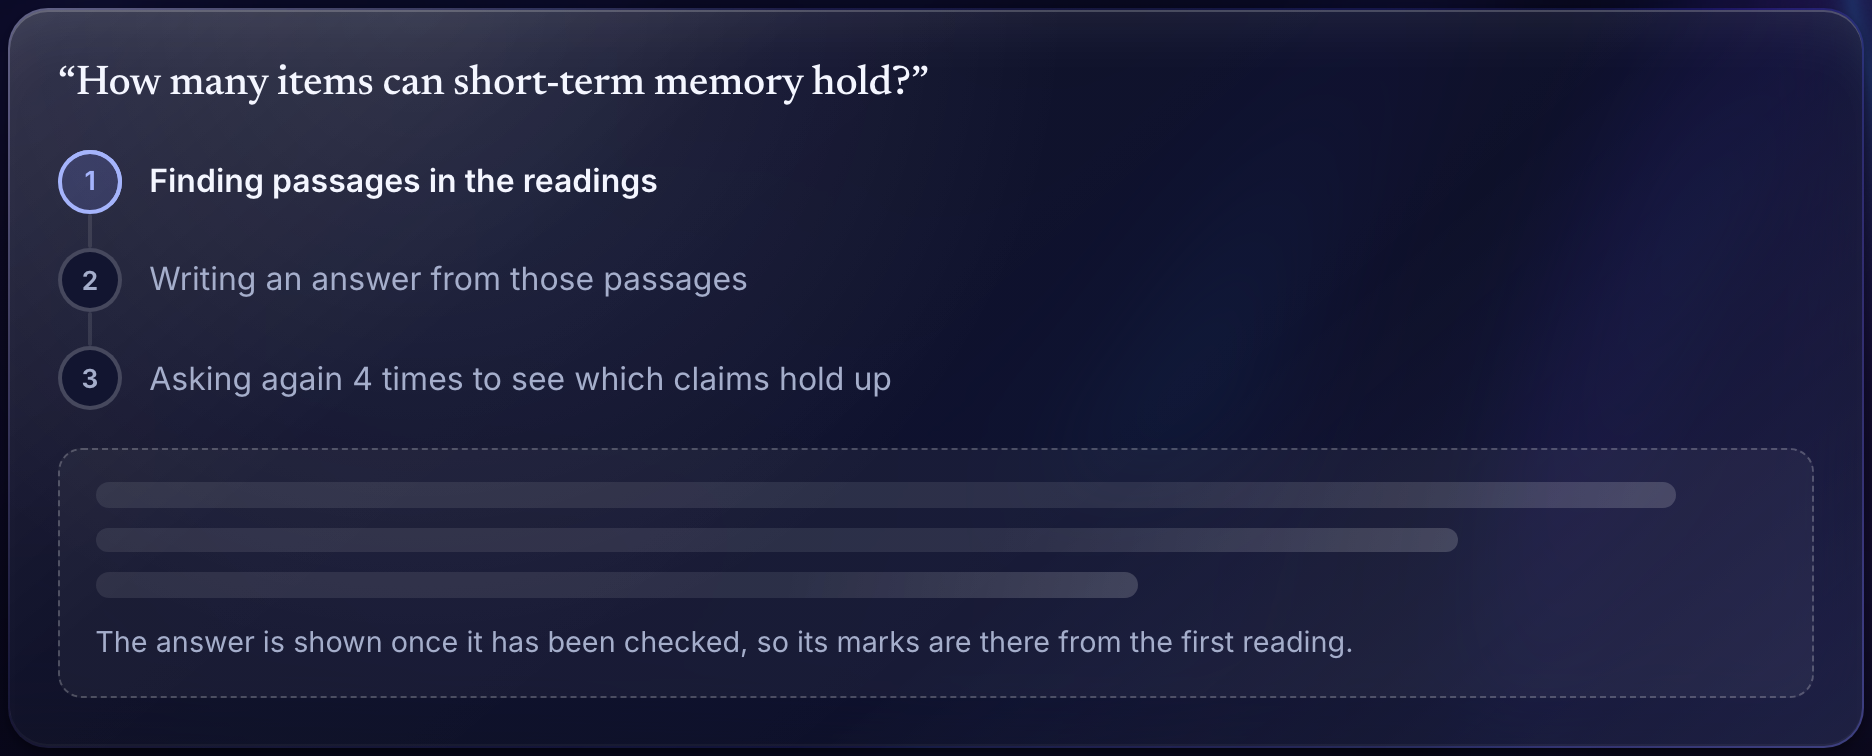 “How many items can short-term memory hold?”
1 Finding passages in the readings
2 Writing an answer from those passages
3 Asking again 4 times to see which claims hold up
The answer is shown once it has been checked, so its marks are there from the first reading.